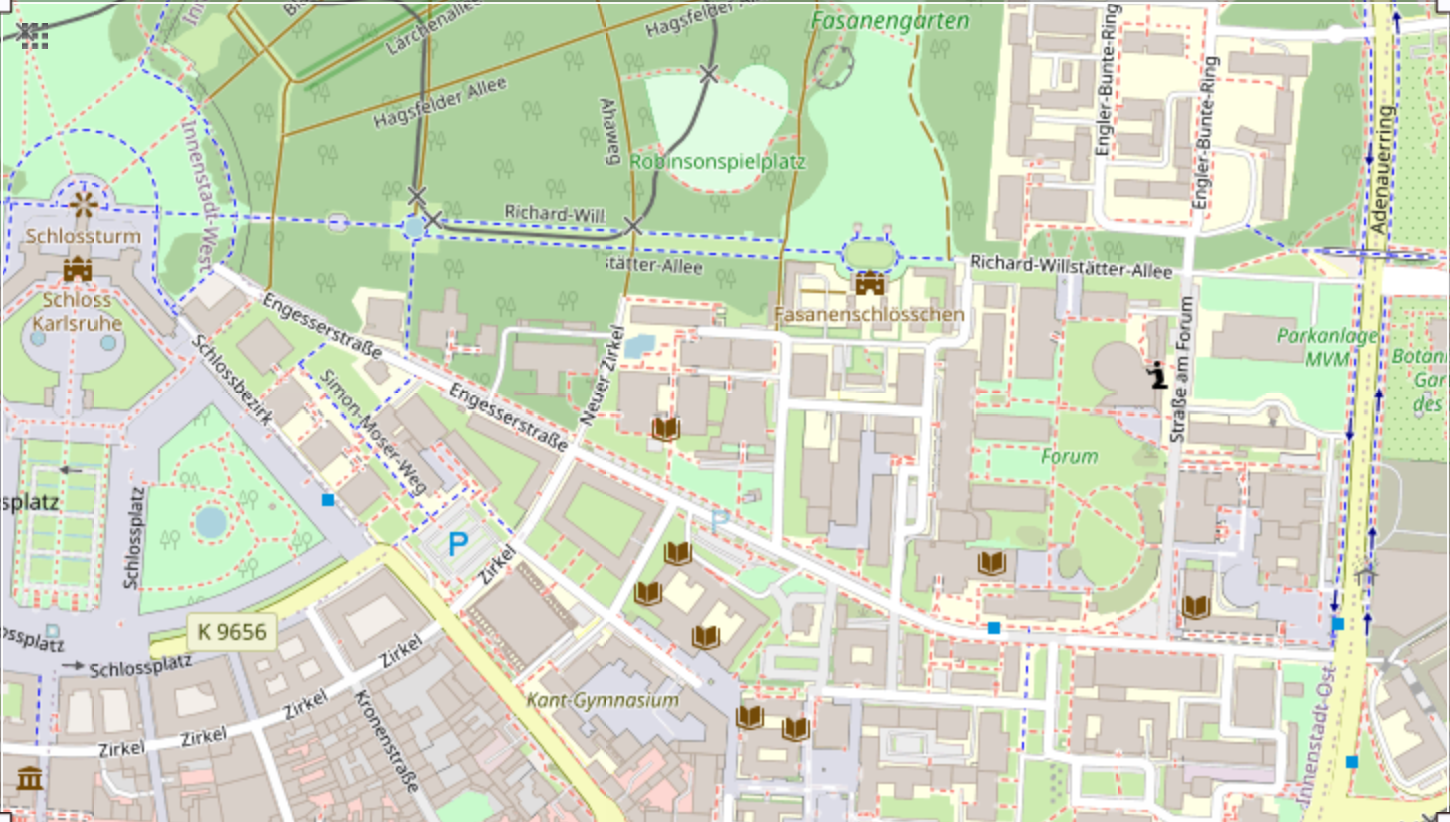 Lärchenallee
Hagsfelder
Fasanengarten
Hagsfelder Allee
Ahaweg
Robinsonspielplatz
Engler-Bunte-Ring
Engler-Bunte-Ring
Adenauerring
Innenstadt-West
Schlossturm
Richard-Will
stätter-Allee
Richard-Willstätter-Allee
Schloss
Karlsruhe
Engesserstraße
Fasanenschlösschen
Parkanlage
MVM
Botani
Gar
des
Schlossbezirk
Simon-Moser-Weg
Engesserstraße
Neuer Zirkel
Straße am Forum
Forum
splatz
Schlossplatz
P
P
Zirkel
K 9656
ossplatz
Schlossplatz
Zirkel
Kant-Gymnasium
Zirkel
Zirkel
Zirkel
Kronenstraße
Innenstadt-Ost